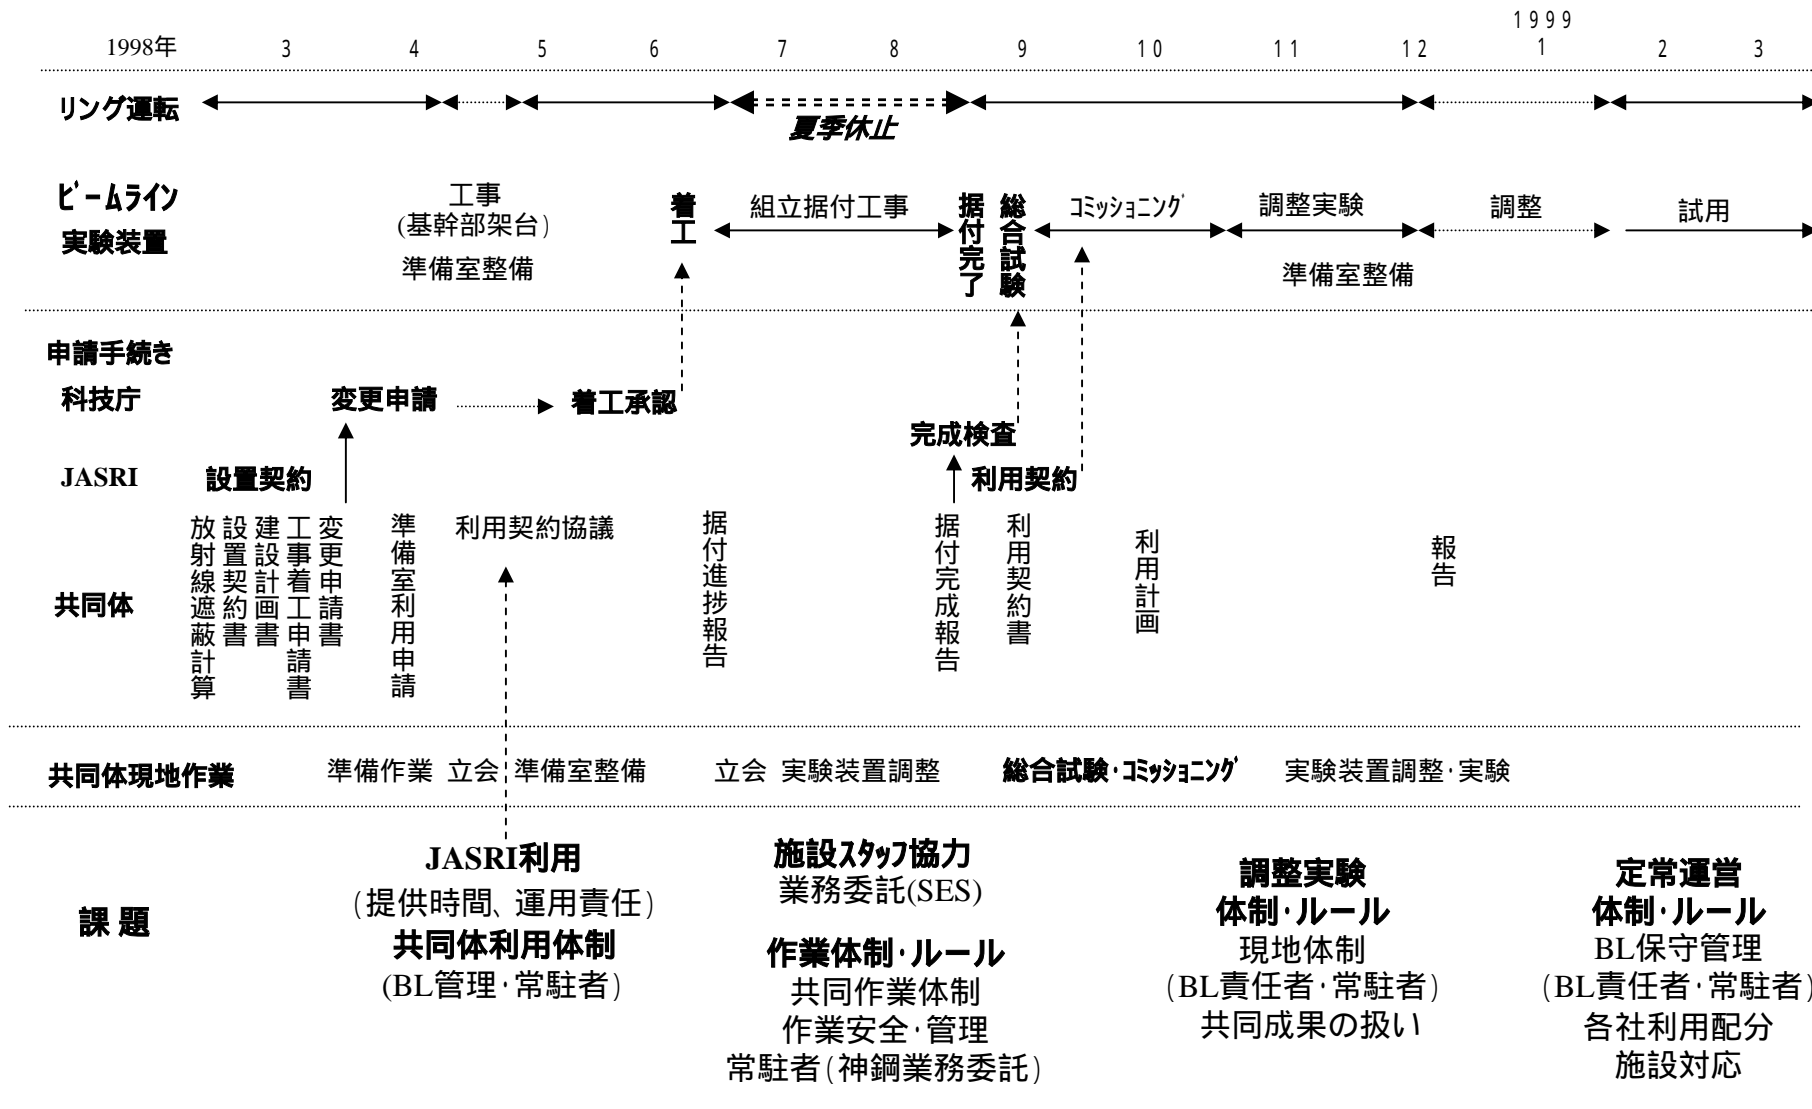 1999
1998年 3 4 5 6 7 8 9 10 11 12 1 2 3
リング運転
夏季休止
ビームライン
実験装置
工事
(基幹部架台)
準備室整備
着工
組立据付工事
据付完了
総合試験
コミッショニング
調整実験
準備室整備
調整
試用
申請手続き
科技庁
変更申請
着工承認
完成検査
JASRI
設置契約
利用契約
共同体
放射線遮蔽計算
設置契約書
建設計画書
工事着工申請書
変更申請書
準備室利用申請
利用契約協議
据付進捗報告
据付完成報告
利用契約書
利用計画
報告
共同体現地作業
準備作業 立会 準備室整備
立会 実験装置調整
総合試験・コミッショニング
実験装置調整・実験
課題
JASRI利用
(提供時間、運用責任)
共同体利用体制
(BL管理・常駐者)
施設スタッフ協力
業務委託(SES)
作業体制・ルール
共同作業体制
作業安全・管理
常駐者(神鋼業務委託)
調整実験
体制・ルール
現地体制
(BL責任者・常駐者)
共同成果の扱い
定常運営
体制・ルール
BL保守管理
(BL責任者・常駐者)
各社利用配分
施設対応